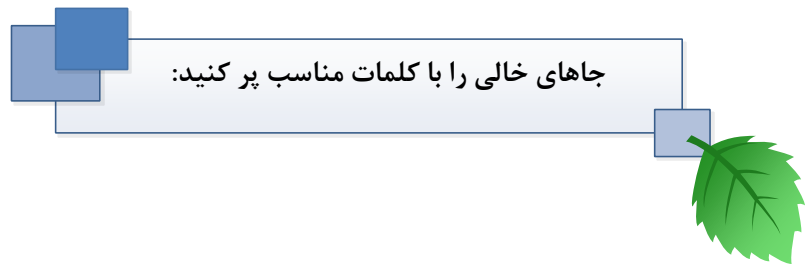 جاهای خالی را با کلمات مناسب پر کنید: